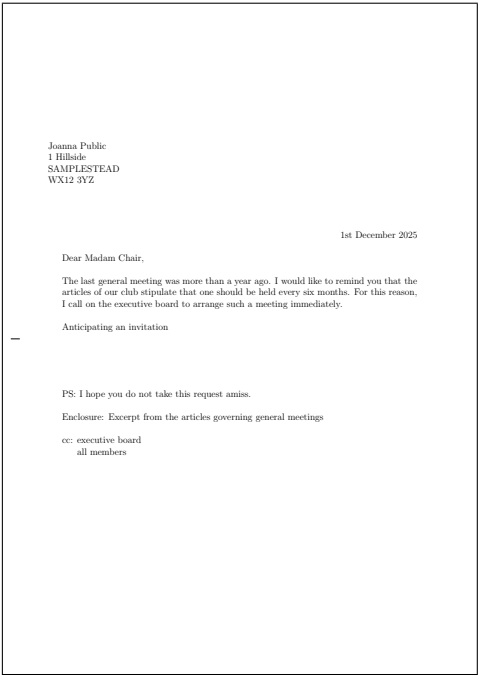 Joanna Public
1 Hillside
SAMPLESTEAD
WX12 3YZ
1st December 2025
Dear Madam Chair,
The last general meeting was more than a year ago. I would like to remind you that the
articles of our club stipulate that one should be held every six months. For this reason,
I call on the executive board to arrange such a meeting immediately.
Anticipating an invitation
PS: I hope you do not take this request amiss.
Enclosure: Excerpt from the articles governing general meetings
cc: executive board
all members